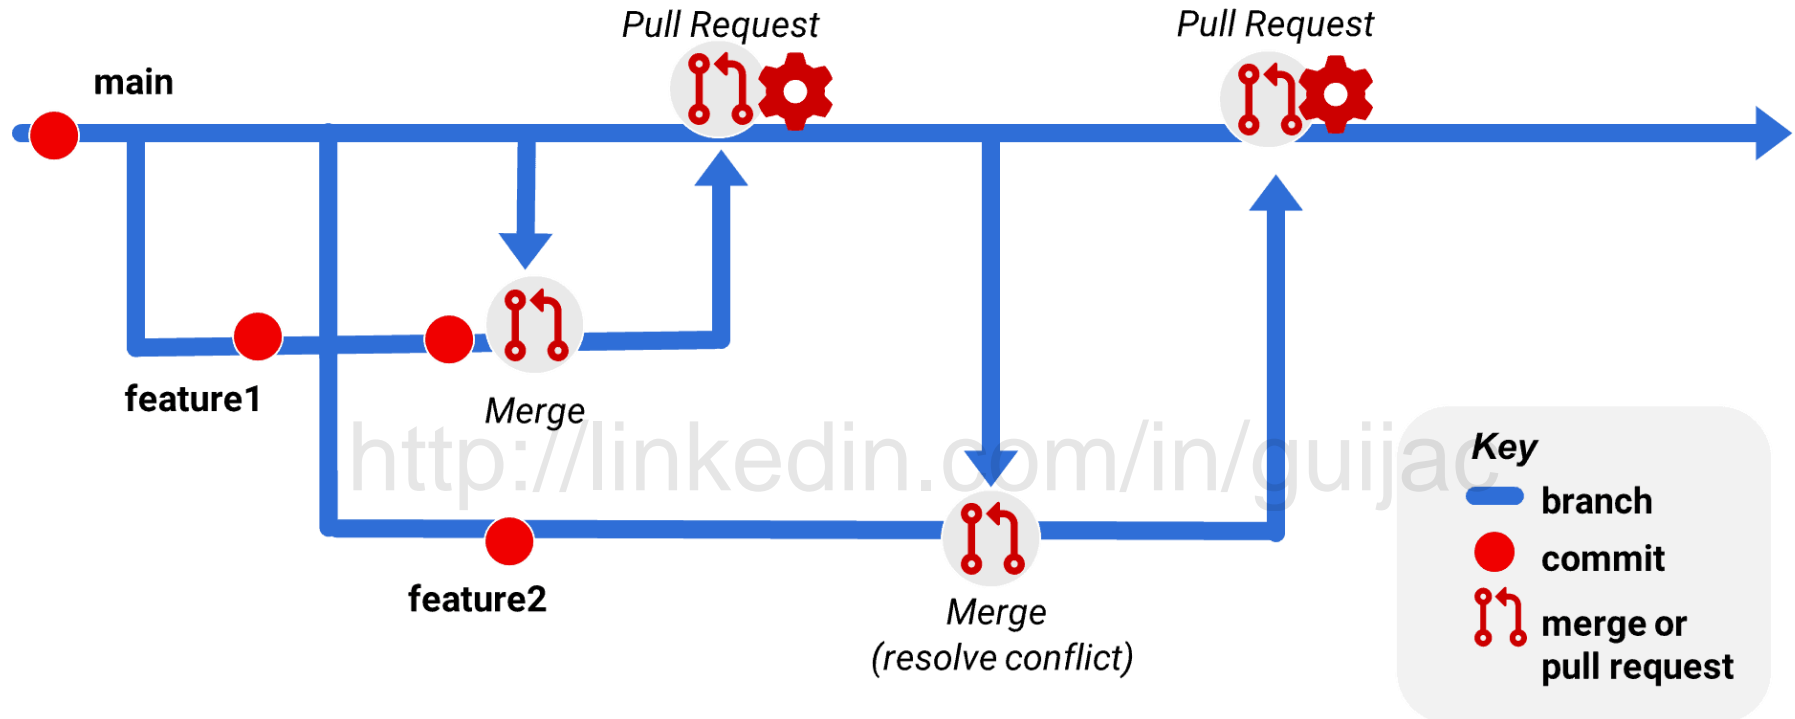 Pull Request
Pull Request
main
feature1
Merge
http://linkedin.com/in/guijac
Key
branch
commit
feature2
Merge
(resolve conflict)
merge or
pull request